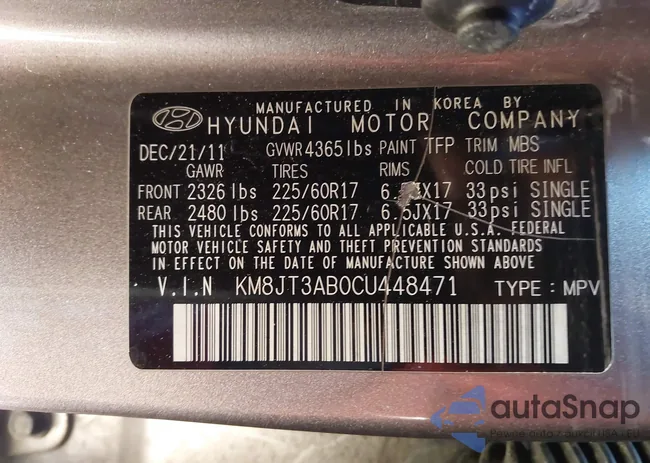 MANUFACTURED IN KOREA BY
HYUNDAI MOTOR COMPANY
DEC/21/11 GVWR 4365lbs PAINT TFP TRIM MBS
GAWR TIRES RIMS COLD TIRE INFL
FRONT 2326 lbs 225/60R17 33psi SINGLE
REAR 2480 lbs 225/60R17 6.5JX17 33psi SINGLE
THIS VEHICLE CONFORMS TO ALL APPLICABLE U.S.A. FEDERAL
MOTOR VEHICLE SAFETY AND THEFT PREVENTION STANDARDS
IN EFFECT ON THE DATE OF MANUFACTURE SHOWN ABOVE
V.I.N KM8JT3AB0CU448471 TYPE : MPV
autoSnap